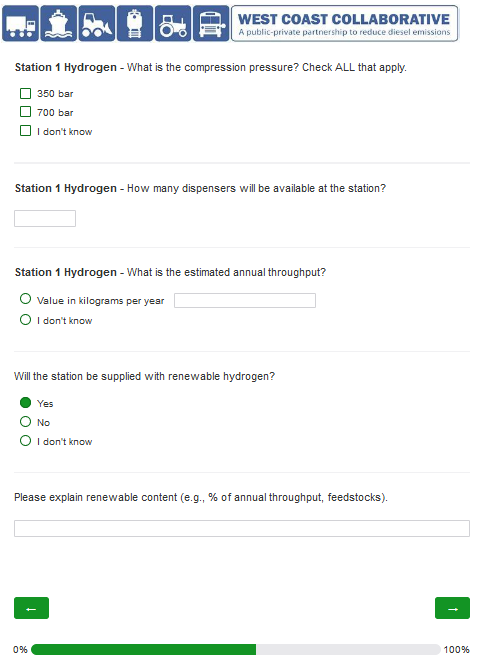 WEST COAST COLLABORATIVE
A public-private partnership to reduce diesel emissions
Station 1 Hydrogen - What is the compression pressure? Check ALL that apply.
350 bar
700 bar
I don't know
Station 1 Hydrogen - How many dispensers will be available at the station?
Station 1 Hydrogen - What is the estimated annual throughput?
Value in kilograms per year
I don't know
Will the station be supplied with renewable hydrogen?
Yes
No
I don't know
Please explain renewable content (e.g., % of annual throughput, feedstocks).
← →
0% 100%